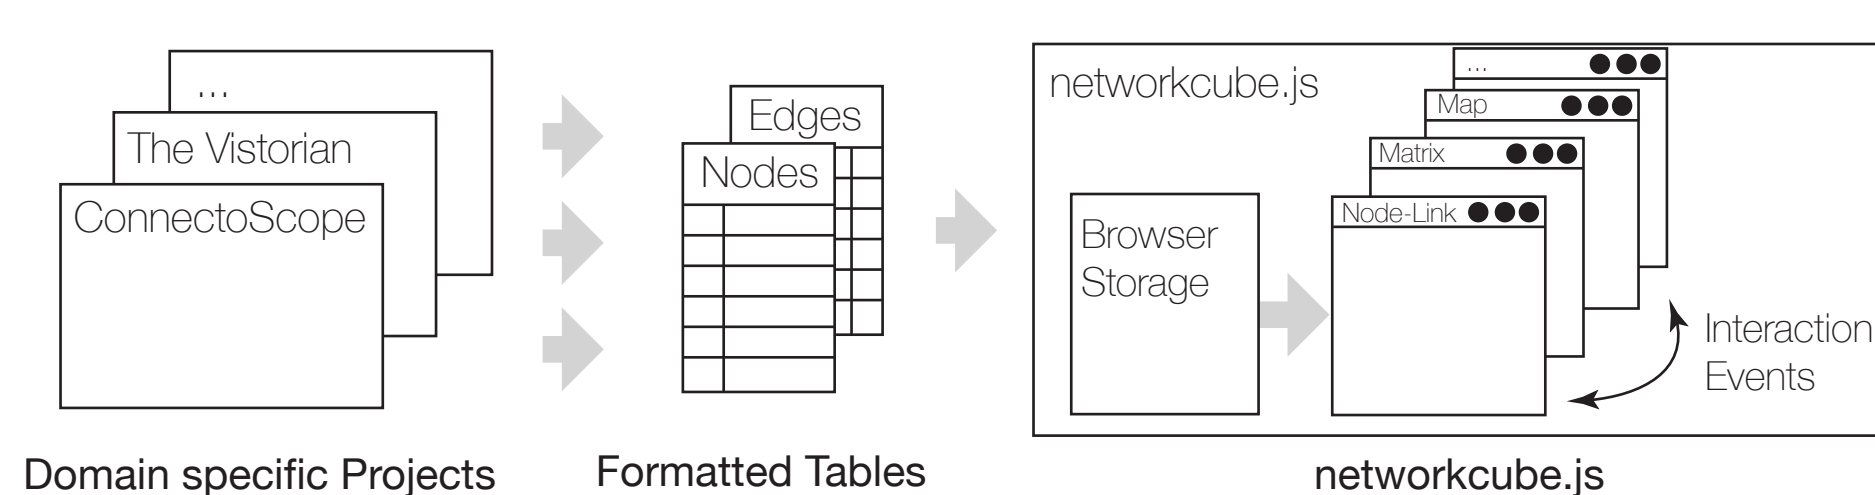 ...
The Vistorian
ConnectoScope
Domain specific Projects
Edges
Nodes
Formatted Tables
networkcube.js
...
Map
Matrix
Node-Link
Browser
Storage
Interaction
Events
networkcube.js